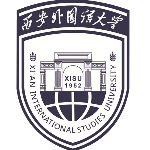 西安外国语大学
XISU
1952
XI'AN INTERNATIONAL STUDIES UNIVERSITY